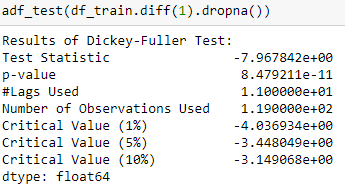 adf_test(df_train.diff(1).dropna())
Results of Dickey-Fuller Test:
Test Statistic -7.967842e+00
p-value 8.479211e-11
#Lags Used 1.100000e+01
Number of Observations Used 1.190000e+02
Critical Value (1%) -4.036934e+00
Critical Value (5%) -3.448049e+00
Critical Value (10%) -3.149068e+00
dtype: float64